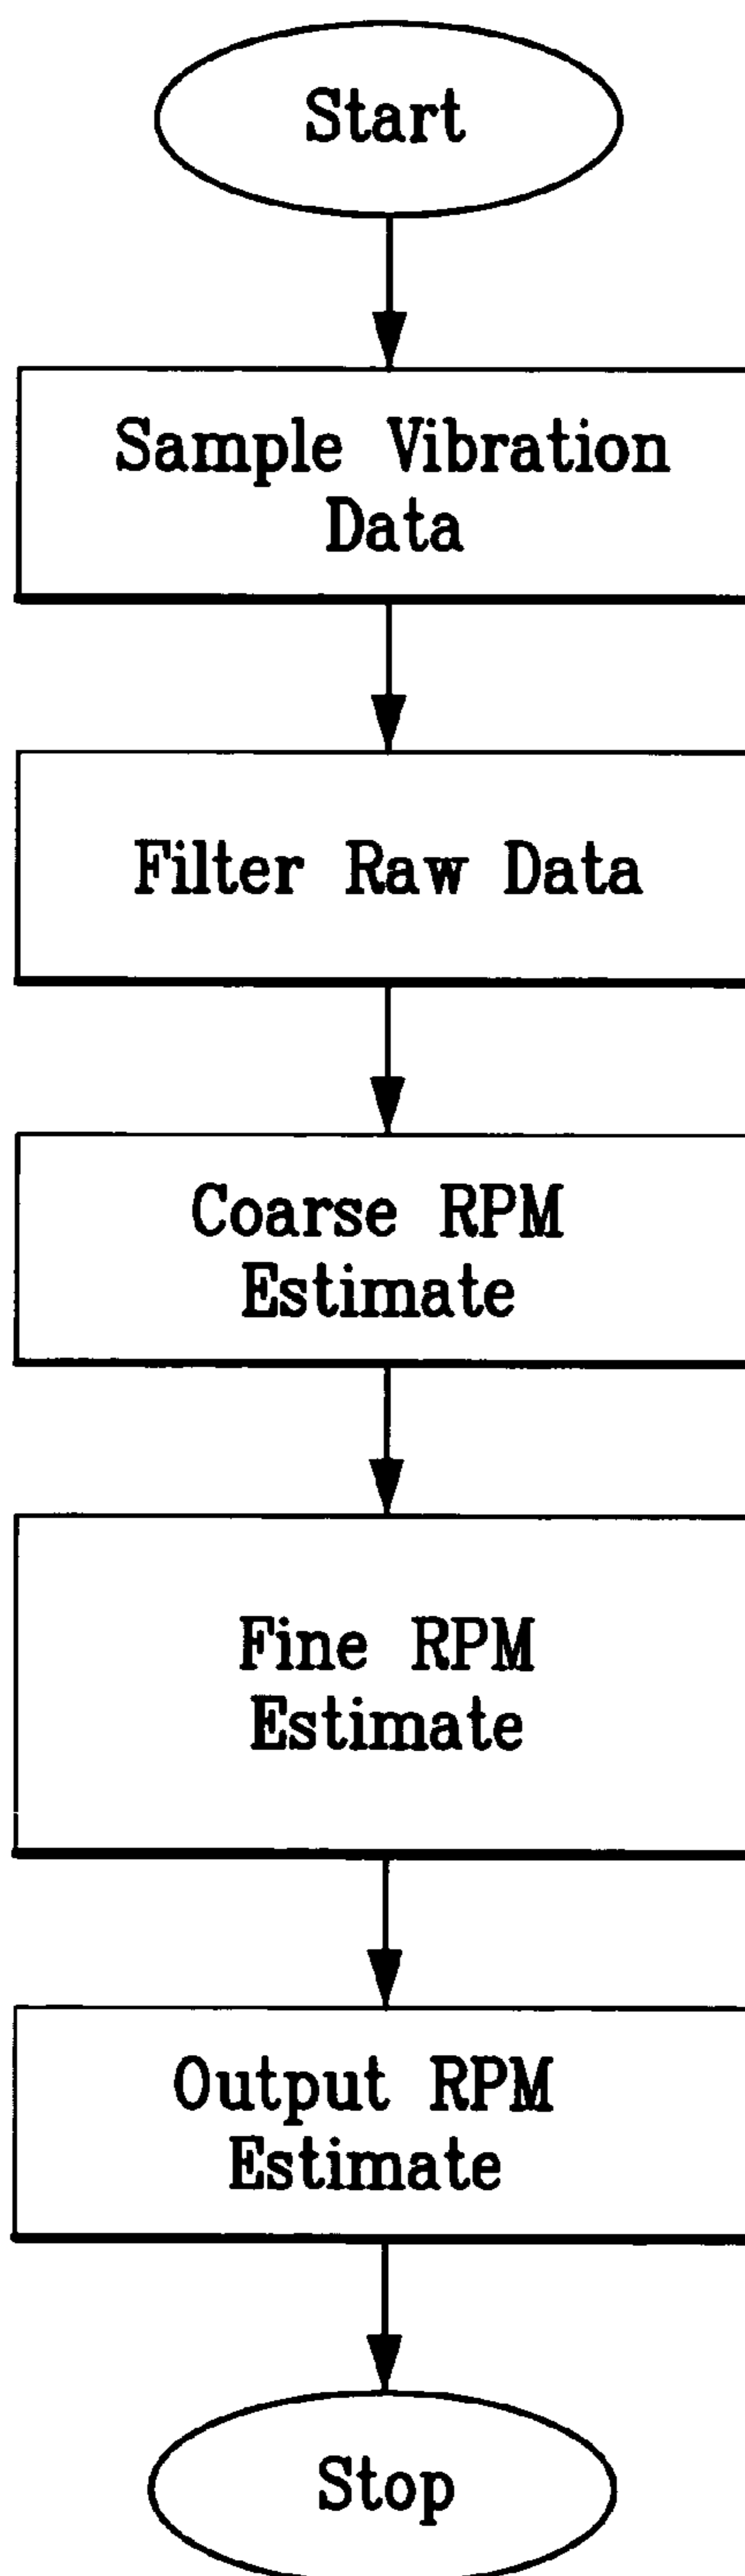 Start
Sample Vibration
Data
Filter Raw Data
Coarse RPM
Estimate
Fine RPM
Estimate
Output RPM
Estimate
Stop